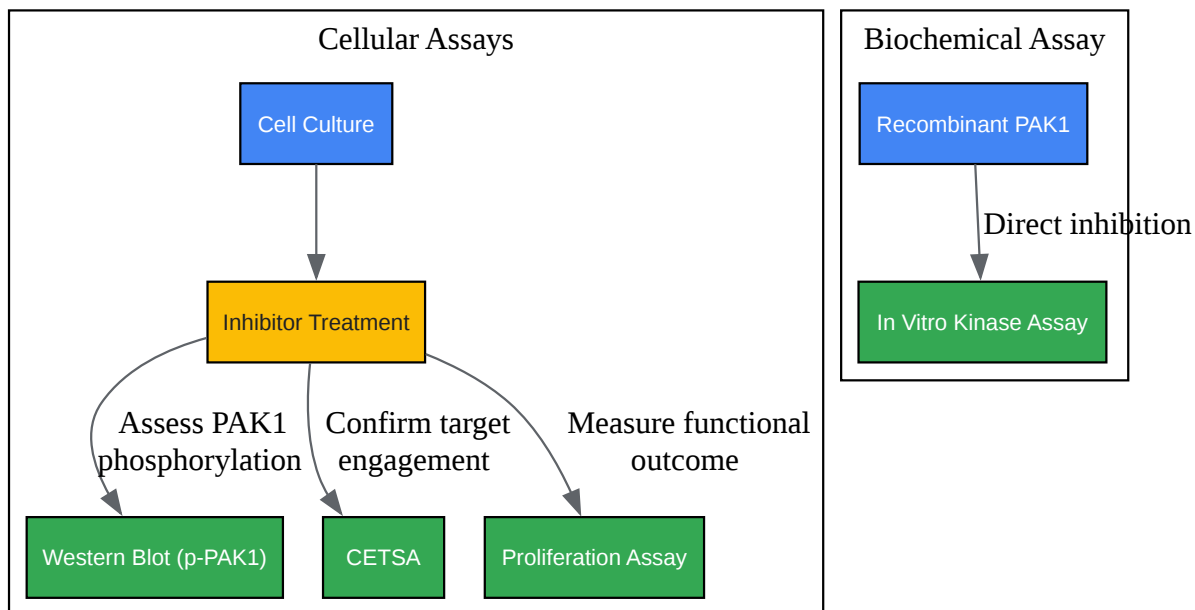 Cellular Assays
Cell Culture
Inhibitor Treatment
Assess PAK1
phosphorylation
Confirm target
engagement
Measure functional
outcome
Western Blot (p-PAK1)
CETSA
Proliferation Assay
Biochemical Assay
Recombinant PAK1
Direct inhibition
In Vitro Kinase Assay